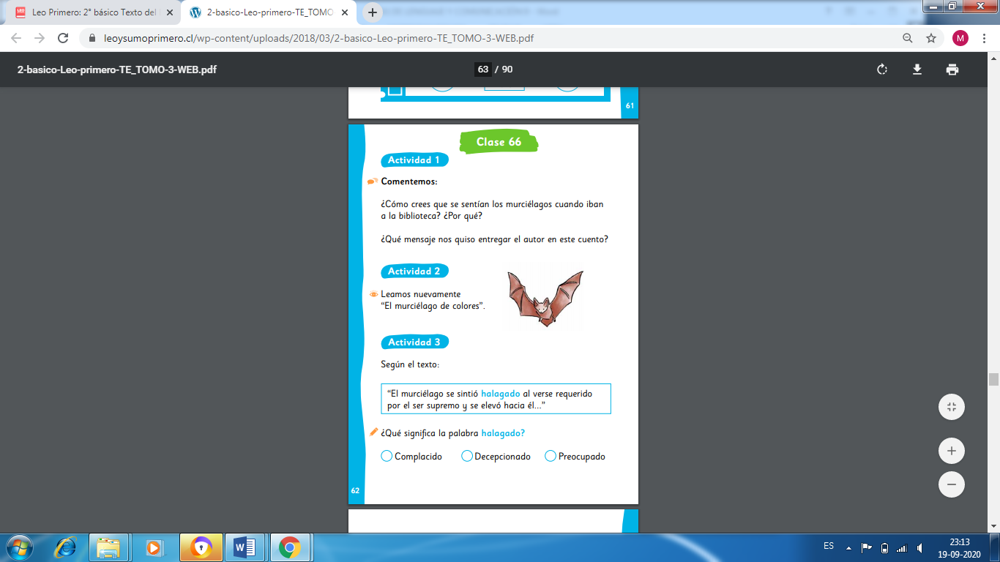 Leo Primero: 2° básico Texto del
2-basico-Leo-primero-TE_TOMO-
leoysumoprimero.cl/wp-content/uploads/2018/03/2-basico-Leo-primero-TE_TOMO-3-WEB.pdf
M
2-basico-Leo-primero-TE_TOMO-3-WEB.pdf
63 / 90
61
Clase 66
Actividad 1
Comentemos:
¿Cómo crees que se sentían los murciélagos cuando iban
a la biblioteca? ¿Por qué?
¿Qué mensaje nos quiso entregar el autor en este cuento?
Actividad 2
Leamos nuevamente
“El murciélago de colores”.
Actividad 3
Según el texto:
“El murciélago se sintió halagado al verse requerido
por el ser supremo y se elevó hacia él...”
¿Qué significa la palabra halagado?
Complacido Decepcionado Preocupado
62
ES
23:13
19-09-2020